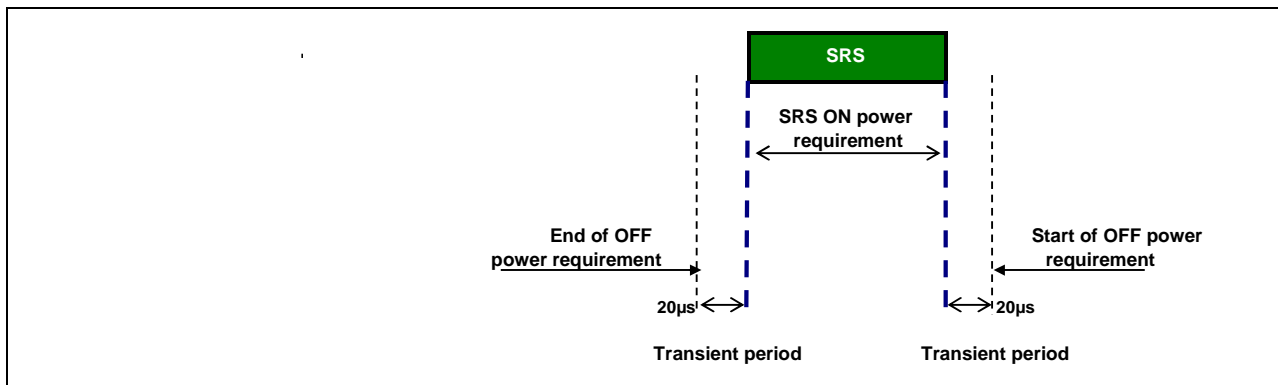 SRS
SRS ON power
requirement
End of OFF
power requirement
Start of OFF power
requirement
20µs
20µs
Transient period
Transient period